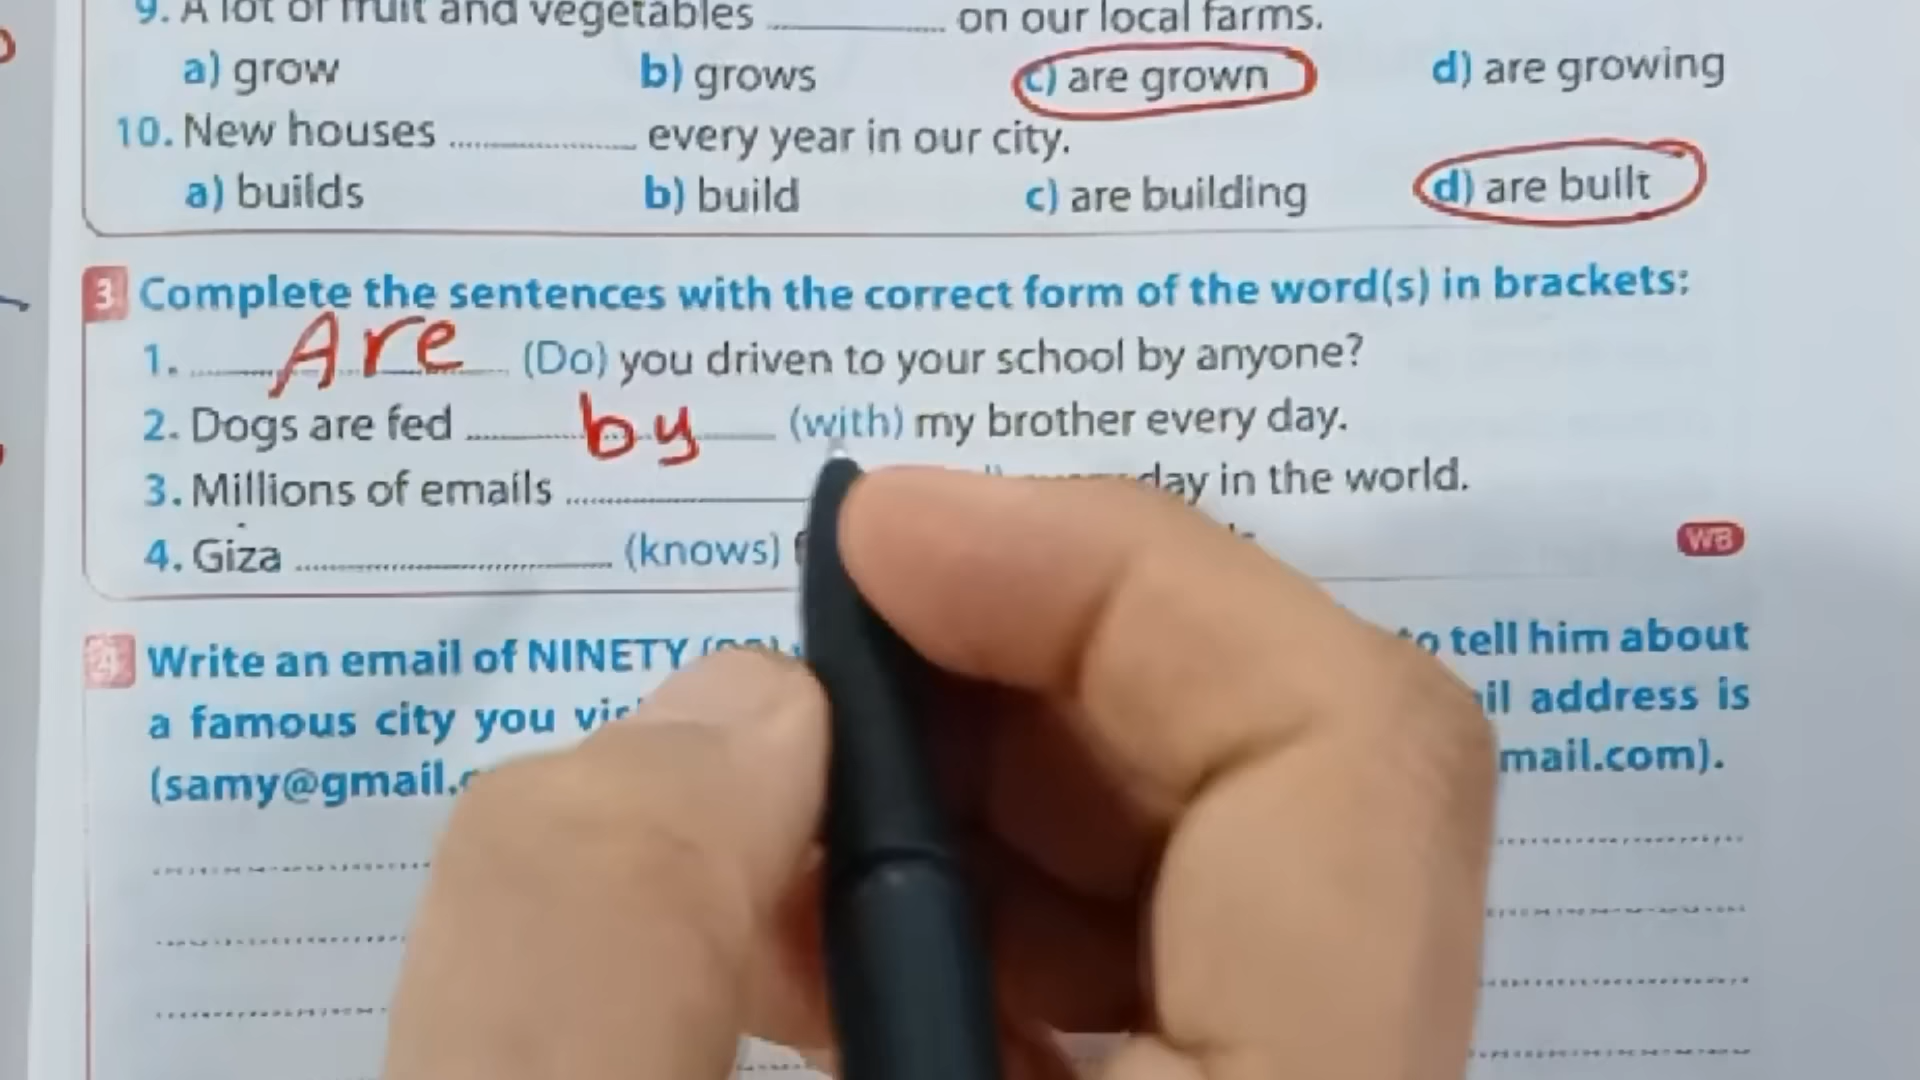 9. A lot of fruit and vegetables ............ on our local farms.
a) grow b) grows c) are grown d) are growing
10. New houses ............ every year in our city.
a) builds b) build c) are building d) are built
3 Complete the sentences with the correct form of the word(s) in brackets:
1. ............ Are ............ (Do) you driven to your school by anyone?
2. Dogs are fed ............ by ............ (with) my brother every day.
3. Millions of emails ............ day in the world.
4. Giza ............ (knows)
WB
4 Write an email of NINETY to tell him about
a famous city you address is
(samy@gmail. mail.com).